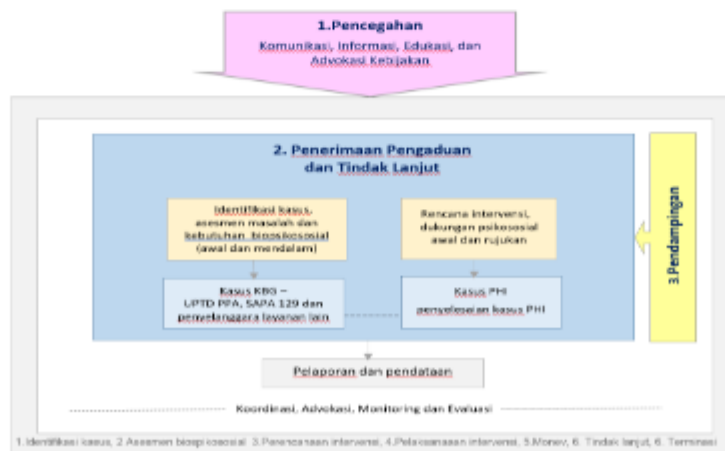 1.Pencegahan
Komunikasi, Informasi, Edukasi, dan
Advokasi Kebijakan
2. Penerimaan Pengaduan
dan Tindak Lanjut
Identifikasi kasus,
asesmen masalah dan
kebutuhan biopsikososial
(awal dan mendalam)
Rencana intervensi,
dukungan psikososial
awal dan rujukan
Kasus KBG –
UPTD PPA, SAPA 129 dan
penyelanggara layanan lain
Kasus PHI
penyelesaian kasus PHI
3.Pendampingan
Pelaporan dan pendataan
Koordinasi, Advokasi, Monitoring dan Evaluasi
1.Identifikasi kasus, 2 Asesmen biospikososial 3.Perencanaan intervensi, 4.Pelaksanaaan intervensi, 5.Monev, 6. Tindak lanjut, 6. Terminasi